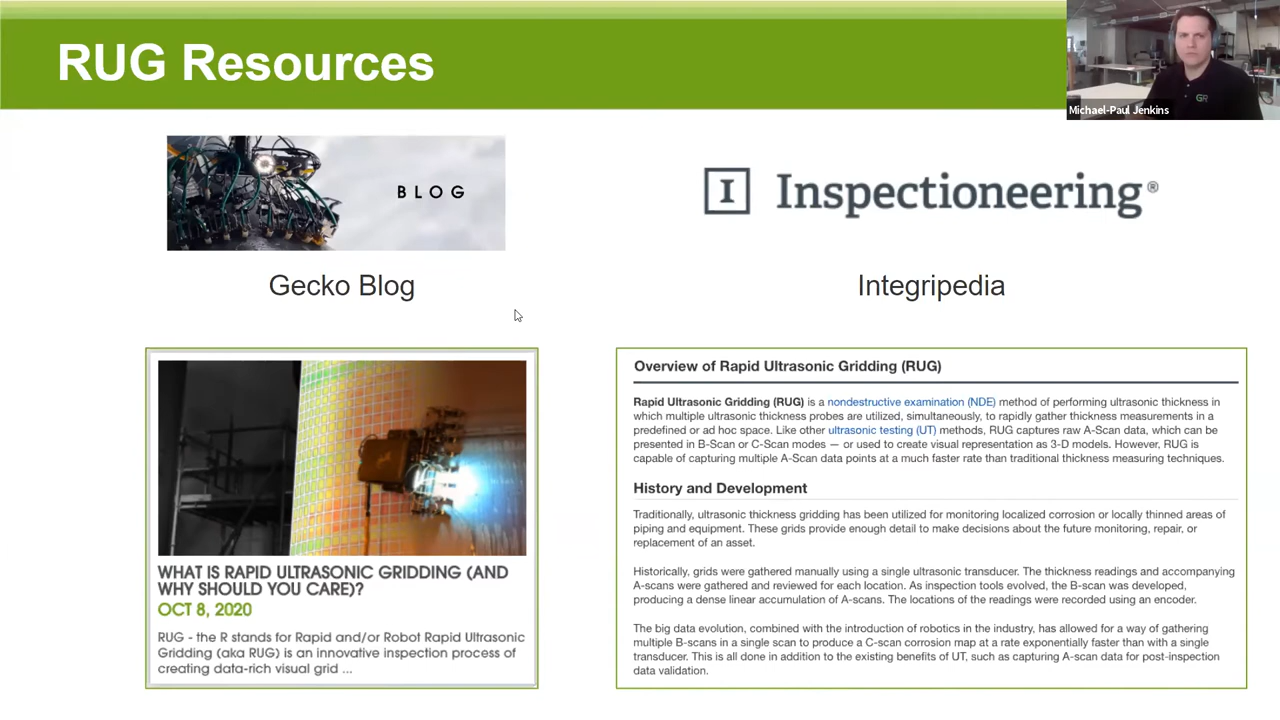 RUG Resources
Michael-Paul Jenkins
GR
BLOG
I Inspectioneering®
Gecko Blog
Integripedia
WHAT IS RAPID ULTRASONIC GRIDDING (AND
WHY SHOULD YOU CARE)?
OCT 8, 2020
RUG - the R stands for Rapid and/or Robot Rapid Ultrasonic
Gridding (aka RUG) is an innovative inspection process of
creating data-rich visual grid ...
Overview of Rapid Ultrasonic Gridding (RUG)
Rapid Ultrasonic Gridding (RUG) is a nondestructive examination (NDE) method of performing ultrasonic thickness in
which multiple ultrasonic thickness probes are utilized, simultaneously, to rapidly gather thickness measurements in a
predefined or ad hoc space. Like other ultrasonic testing (UT) methods, RUG captures raw A-Scan data, which can be
presented in B-Scan or C-Scan modes — or used to create visual representation as 3-D models. However, RUG is
capable of capturing multiple A-Scan data points at a much faster rate than traditional thickness measuring techniques.
History and Development
Traditionally, ultrasonic thickness gridding has been utilized for monitoring localized corrosion or locally thinned areas of
piping and equipment. These grids provide enough detail to make decisions about the future monitoring, repair, or
replacement of an asset.
Historically, grids were gathered manually using a single ultrasonic transducer. The thickness readings and accompanying
A-scans were gathered and reviewed for each location. As inspection tools evolved, the B-scan was developed,
producing a dense linear accumulation of A-scans. The locations of the readings were recorded using an encoder.
The big data evolution, combined with the introduction of robotics in the industry, has allowed for a way of gathering
multiple B-scans in a single scan to produce a C-scan corrosion map at a rate exponentially faster than with a single
transducer. This is all done in addition to the existing benefits of UT, such as capturing A-scan data for post-inspection
data validation.